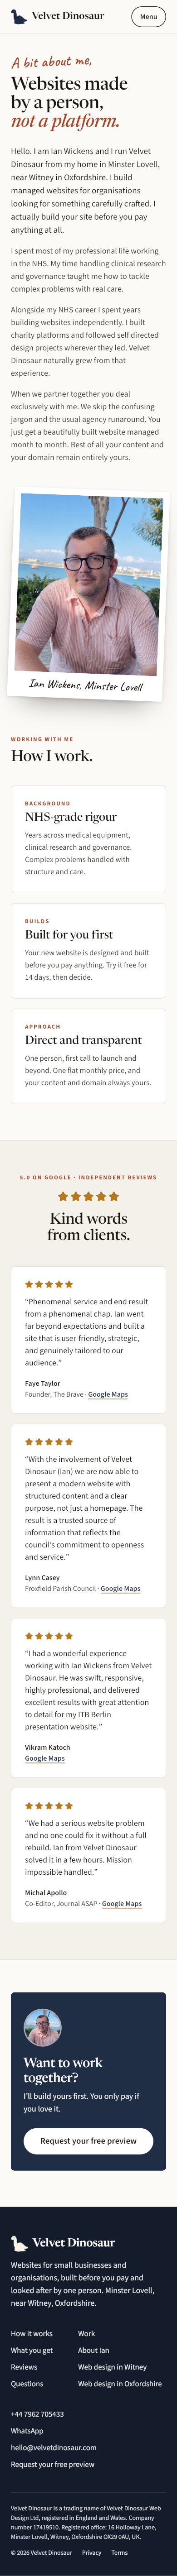 Velvet Dinosaur
Menu
A bit about me,
Websites made
by a person,
not a platform.
Hello. I am Ian Wickens and I run Velvet
Dinosaur from my home in Minster Lovell,
near Witney in Oxfordshire. I build
managed websites for organisations
looking for something carefully crafted. I
actually build your site before you pay
anything at all.
I spent most of my professional life working
in the NHS. My time handling clinical research
and governance taught me how to tackle
complex problems with real care.
Alongside my NHS career I spent years
building websites independently. I built
charity platforms and followed self directed
design projects wherever they led. Velvet
Dinosaur naturally grew from that
experience.
When we partner together you deal
exclusively with me. We skip the confusing
jargon and the usual agency runaround. You
just get a beautifully built website managed
month to month. Best of all your content and
your domain remain entirely yours.
Ian Wickens, Minster Lovell
WORKING WITH ME
How I work.
BACKGROUND
NHS-grade rigour
Years across medical equipment,
clinical research and governance.
Complex problems handled with
structure and care.
BUILDS
Built for you first
Your new website is designed and built
before you pay anything. Try it free for
14 days, then decide.
APPROACH
Direct and transparent
One person, first call to launch and
beyond. One flat monthly price, and
your content and domain always yours.
5.0 ON GOOGLE · INDEPENDENT REVIEWS
Kind words
from clients.
“Phenomenal service and end result
from a phenomenal chap. Ian went
far beyond expectations and built a
site that is user-friendly, strategic,
and genuinely tailored to our
audience.”
Faye Taylor
Founder, The Brave · Google Maps
“With the involvement of Velvet
Dinosaur (Ian) we are now able to
present a modern website with
structured content and a clear
purpose, not just a homepage. The
result is a trusted source of
information that reflects the
council’s commitment to openness
and service.”
Lynn Casey
Froxfield Parish Council · Google Maps
“I had a wonderful experience
working with Ian Wickens from Velvet
Dinosaur. He was swift, responsive,
highly professional, and delivered
excellent results with great attention
to detail for my ITB Berlin
presentation website.”
Vikram Katoch
Google Maps
“We had a serious website problem
and no one could fix it without a full
rebuild. Ian from Velvet Dinosaur
solved it in a few hours. Mission
impossible handled.”
Michal Apollo
Co-Editor, Journal ASAP · Google Maps
Want to work
together?
I’ll build yours first. You only pay if
you love it.
Request your free preview
Velvet Dinosaur
Websites for small businesses and
organisations, built before you pay and
looked after by one person. Minster Lovell,
near Witney, Oxfordshire.
How it works
Work
What you get
About Ian
Reviews
Web design in Witney
Questions
Web design in Oxfordshire
+44 7962 705433
WhatsApp
hello@velvetdinosaur.com
Request your free preview
Velvet Dinosaur is a trading name of Velvet Dinosaur Web
Design Ltd, registered in England and Wales. Company
number 17419510. Registered office: 16 Holloway Lane,
Minster Lovell, Witney, Oxfordshire OX29 0AU, UK.
© 2026 Velvet Dinosaur
Privacy
Terms